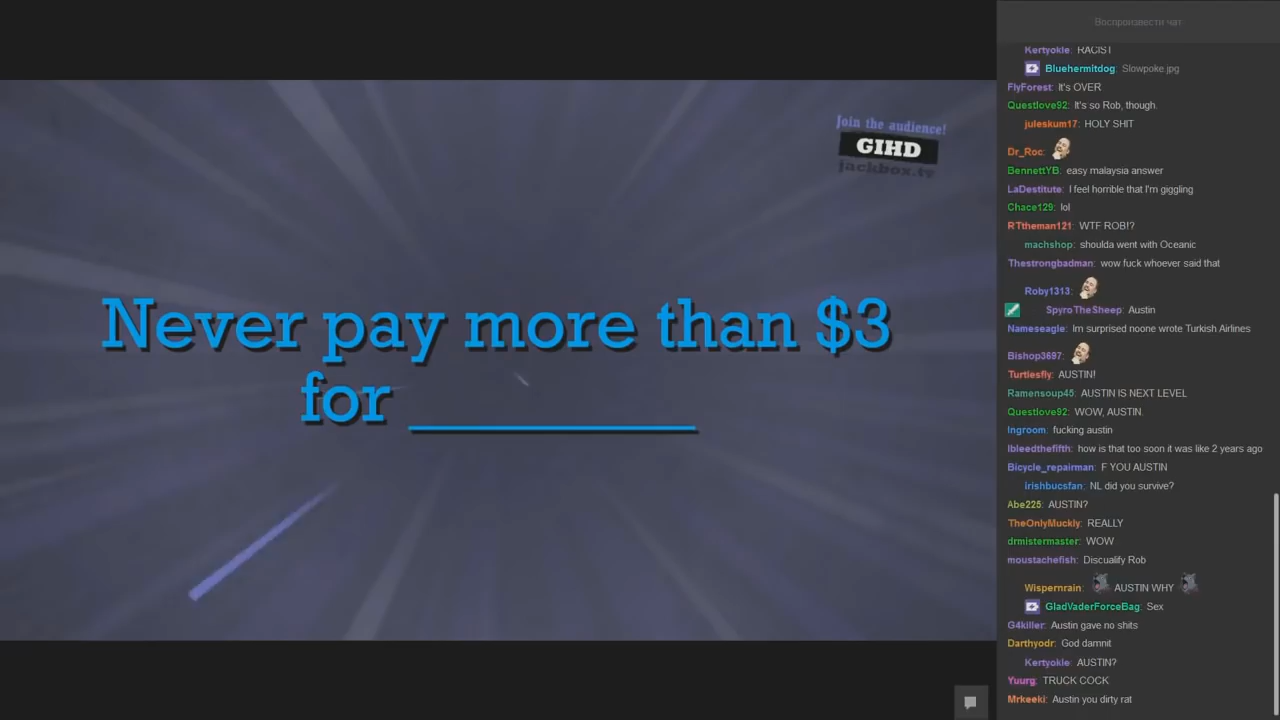 Join the audience!
GIHD
jackbox.tv
Never pay more than $3
for __________
Воспроизвести чат
Kertyokle: RACIST
Bluehermitdog: Slowpoke.jpg
FlyForest: It's OVER
Questlove92: It's so Rob, though.
juleskum17: HOLY SHIT
Dr_Roc:
BennettYB: easy malaysia answer
LaDestitute: I feel horrible that I'm giggling
Chace129: lol
RTtheman121: WTF ROB!?
machshop: shoulda went with Oceanic
Thestrongbadman: wow fuck whoever said that
Roby1313:
SpyroTheSheep: Austin
Nameseagle: Im surprised noone wrote Turkish Airlines
Bishop3697:
Turtlesfly: AUSTIN!
Ramensoup45: AUSTIN IS NEXT LEVEL
Questlove92: WOW, AUSTIN.
Ingroom: fucking austin
Ibleedthefifth: how is that too soon it was like 2 years ago
Bicycle_repairman: F YOU AUSTIN
irishbucsfan: NL did you survive?
Abe225: AUSTIN?
TheOnlyMuckly: REALLY
drmistermaster: WOW
moustachefish: Discualify Rob
Wispernrain: AUSTIN WHY
GladVaderForceBag: Sex
G4killer: Austin gave no shits
Darthyodr: God damnit
Kertyokle: AUSTIN?
Yuurg: TRUCK COCK
Mrkeeki: Austin you dirty rat